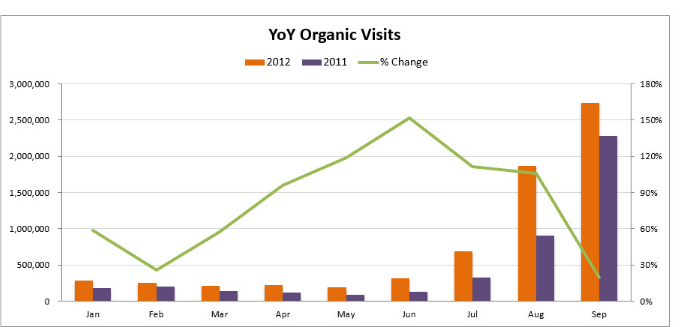 YoY Organic Visits
2012 2011 % Change
3,000,000 180%
2,500,000 150%
2,000,000 120%
1,500,000 90%
1,000,000 60%
500,000 30%
0 0%
Jan Feb Mar Apr May Jun Jul Aug Sep